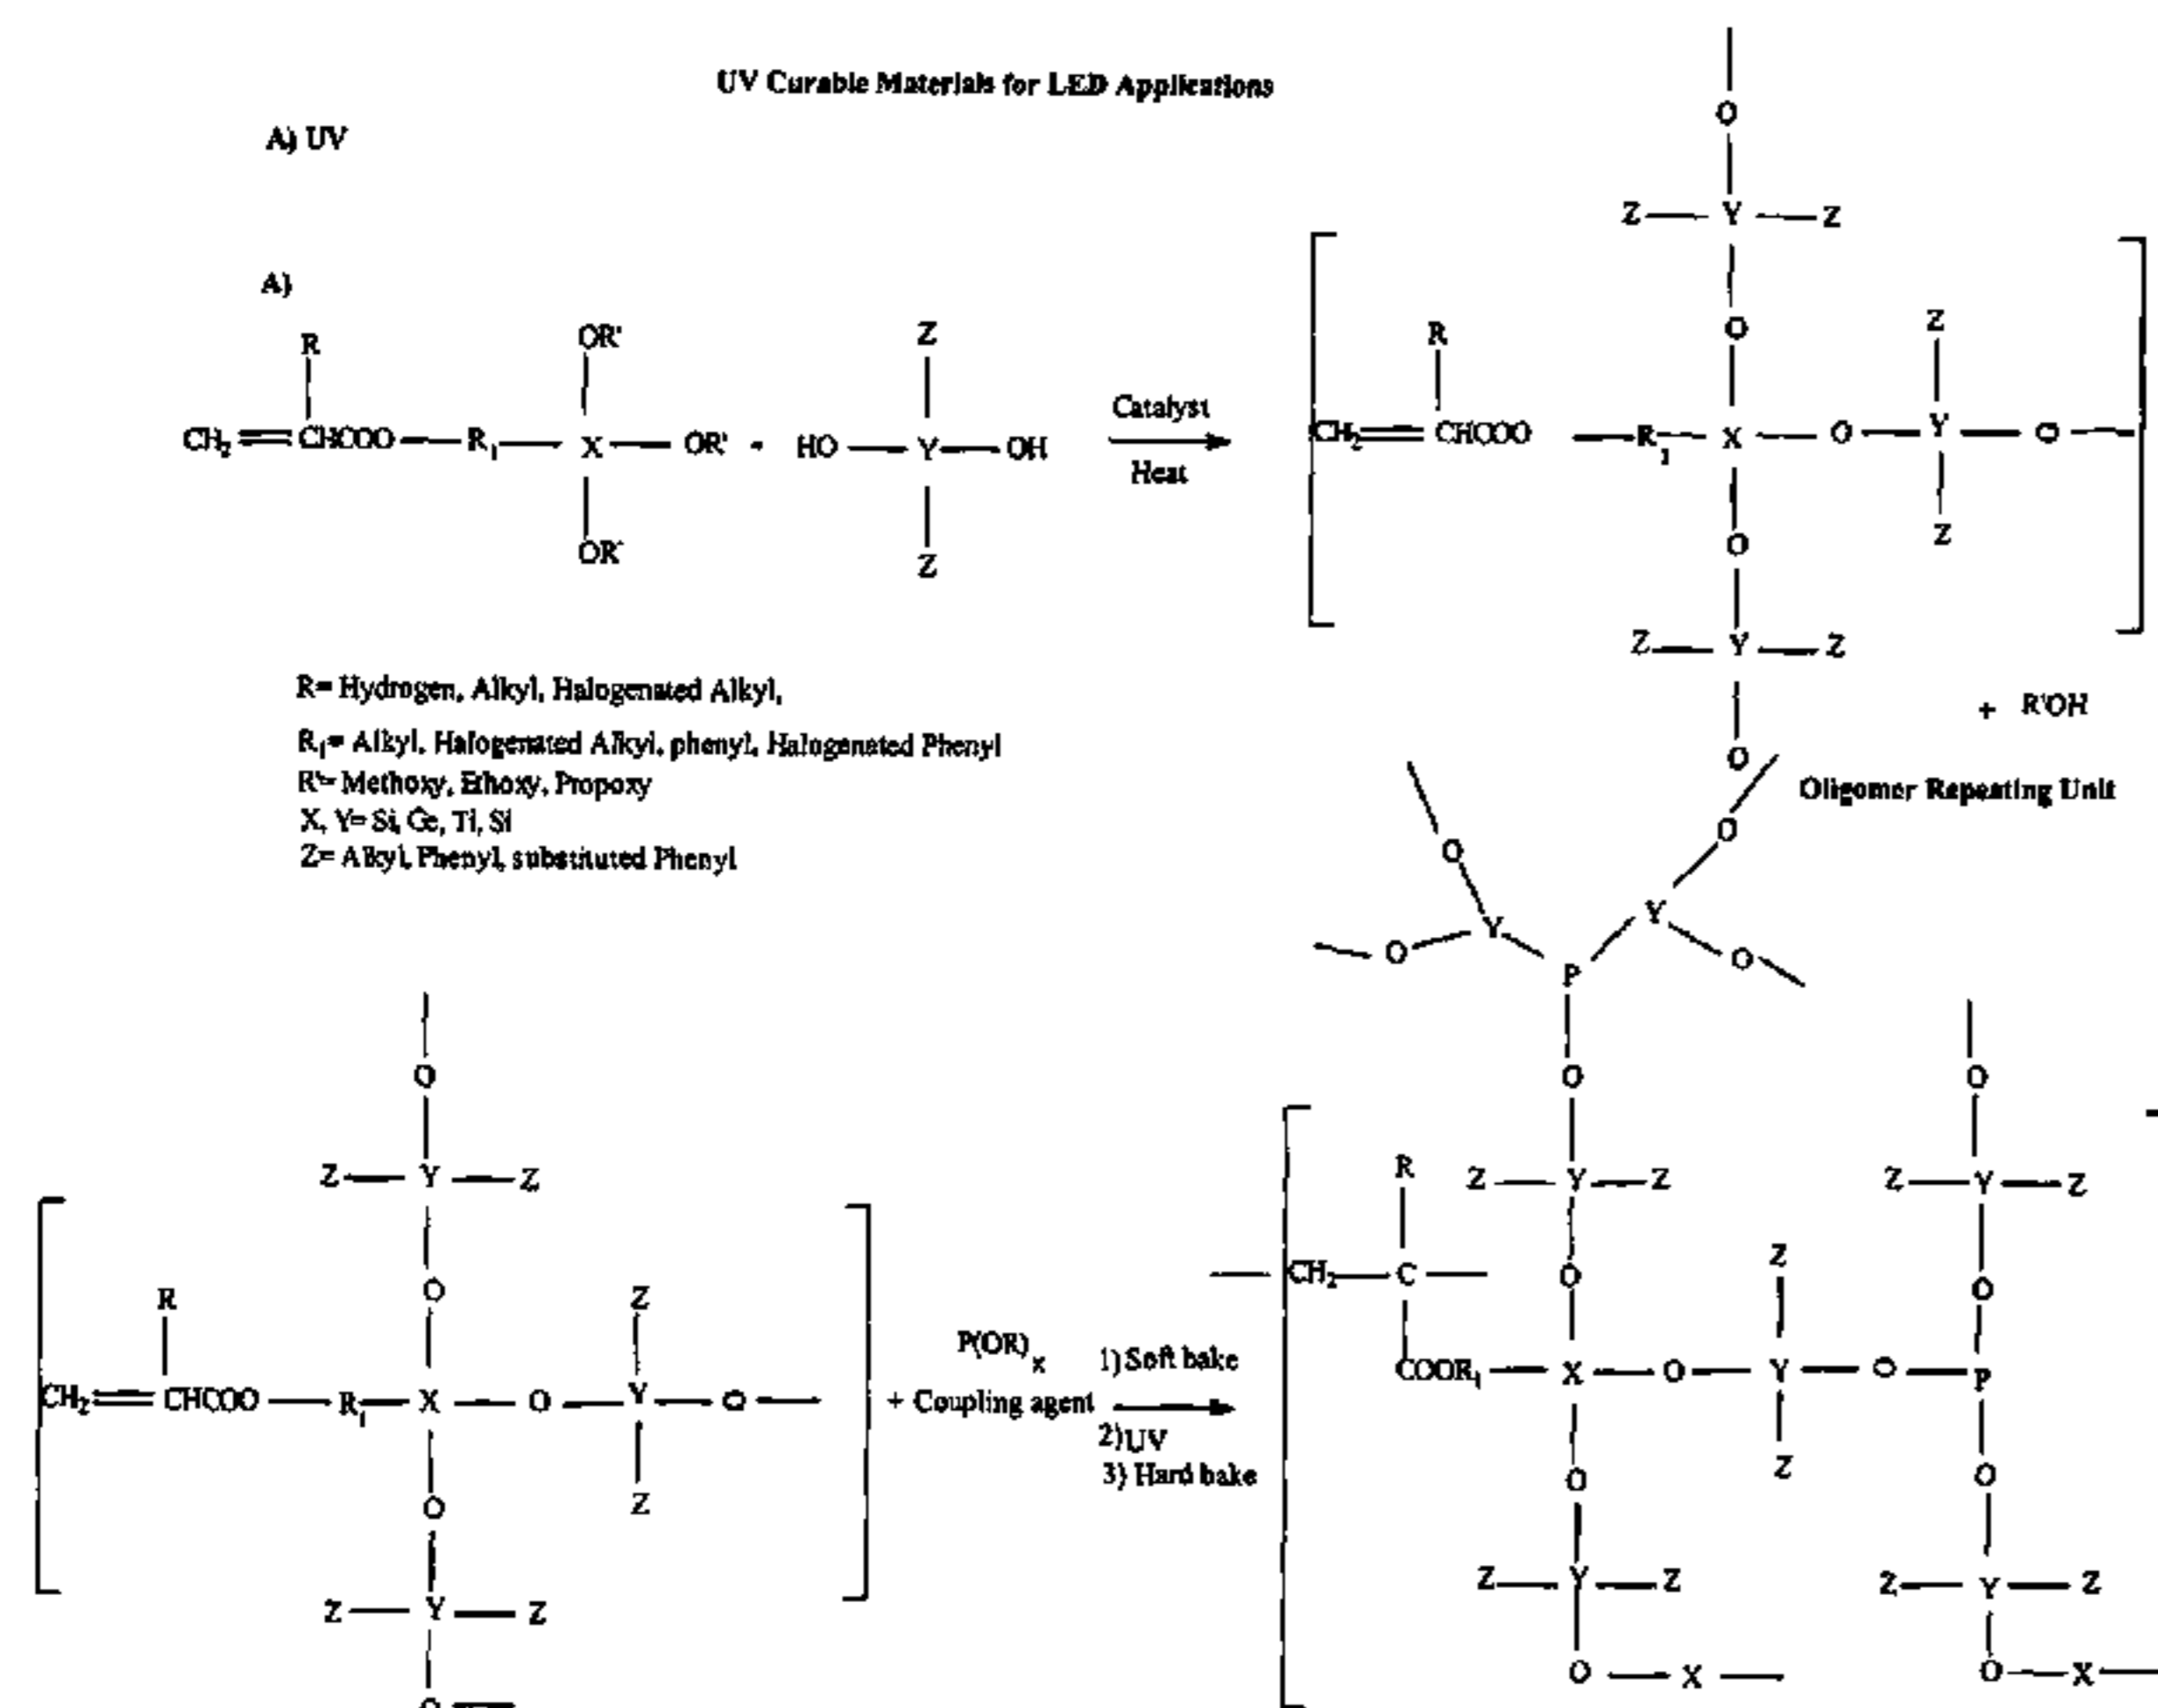 UV Curable Materials for LED Applications
A) UV
A)
R
OR'
Z
CH2 CHCOO R1 X OR' HO Y OH
OR'
Z
Catalyst
Heat
O
Z Y Z
O
R
Z
CH2 CHCOO R1 X O Y O
Z
O
Z Y Z
O
+ R'OH
Oligomer Repeating Unit
R= Hydrogen, Alkyl, Halogenated Alkyl,
R1= Alkyl, Halogenated Alkyl, phenyl, Halogenated Phenyl
R'= Methoxy, Ethoxy, Propoxy
X, Y= Si, Ge, Ti, Si
Z= Alkyl, Phenyl, substituted Phenyl
O
Z Y Z
O
R
Z
CH2 CHCOO R1 X O Y O
Z
O
Z Y Z
O
P(OR)x
+ Coupling agent
1) Soft bake
2) UV
3) Hard bake
O O
O Y Y O
P
O O
R Z Y Z Z Y Z
CH2 C O Z O
COOR1 X O Y O P
O Z O
Z Y Z Z Y Z
O X O X